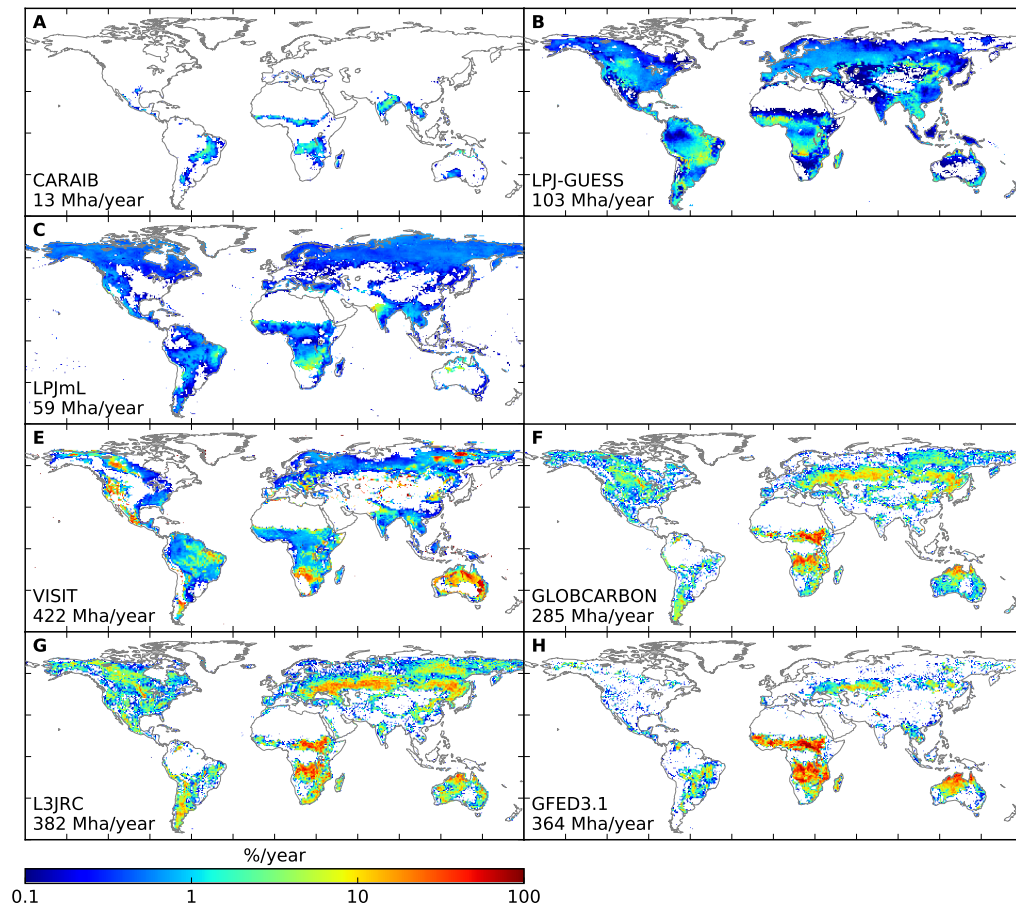 A
CARAIB
13 Mha/year
B
LPJ-GUESS
103 Mha/year
C
LPJmL
59 Mha/year
E
VISIT
422 Mha/year
F
GLOBCARBON
285 Mha/year
G
L3JRC
382 Mha/year
H
GFED3.1
364 Mha/year
%/year
0.1 1 10 100